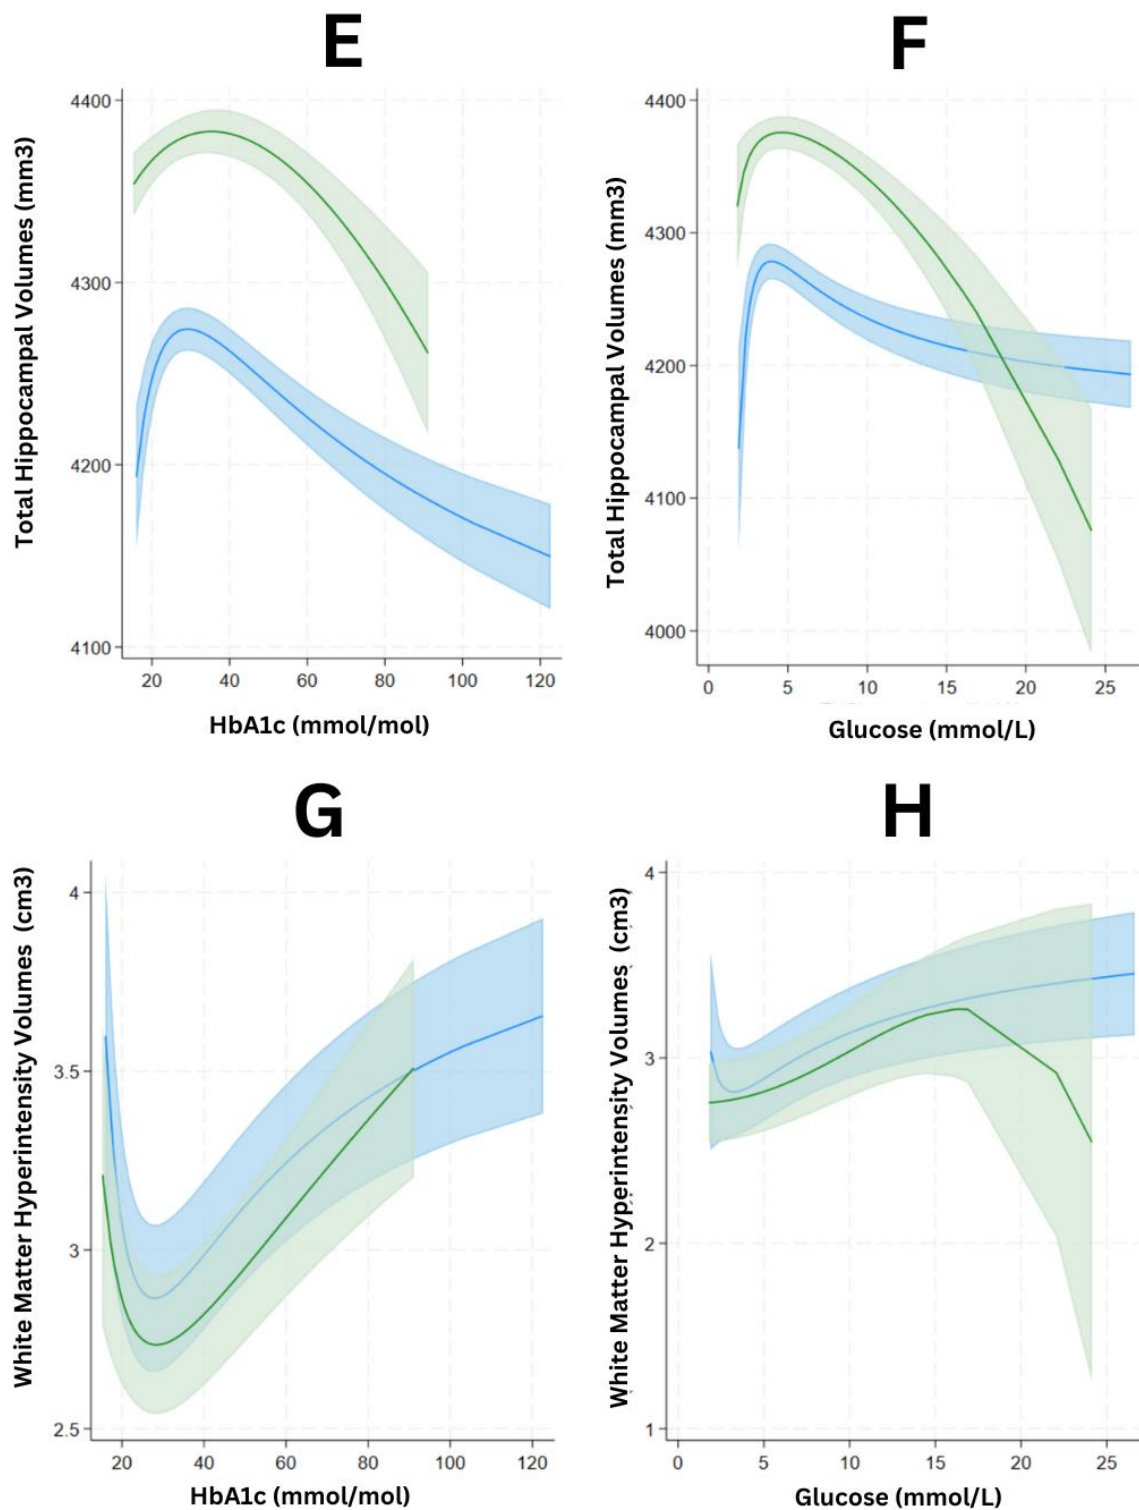 E
F
4400
4300
4200
4100
Total Hippocampal Volumes (mm3)
20 40 60 80 100 120
HbA1c (mmol/mol)
4400
4300
4200
4100
4000
Total Hippocampal Volumes (mm3)
0 5 10 15 20 25
Glucose (mmol/L)
G
H
4
3.5
3
2.5
White Matter Hyperintensity Volumes (cm3)
20 40 60 80 100 120
HbA1c (mmol/mol)
4
3
2
1
White Matter Hyperintensity Volumes (cm3)
0 5 10 15 20 25
Glucose (mmol/L)